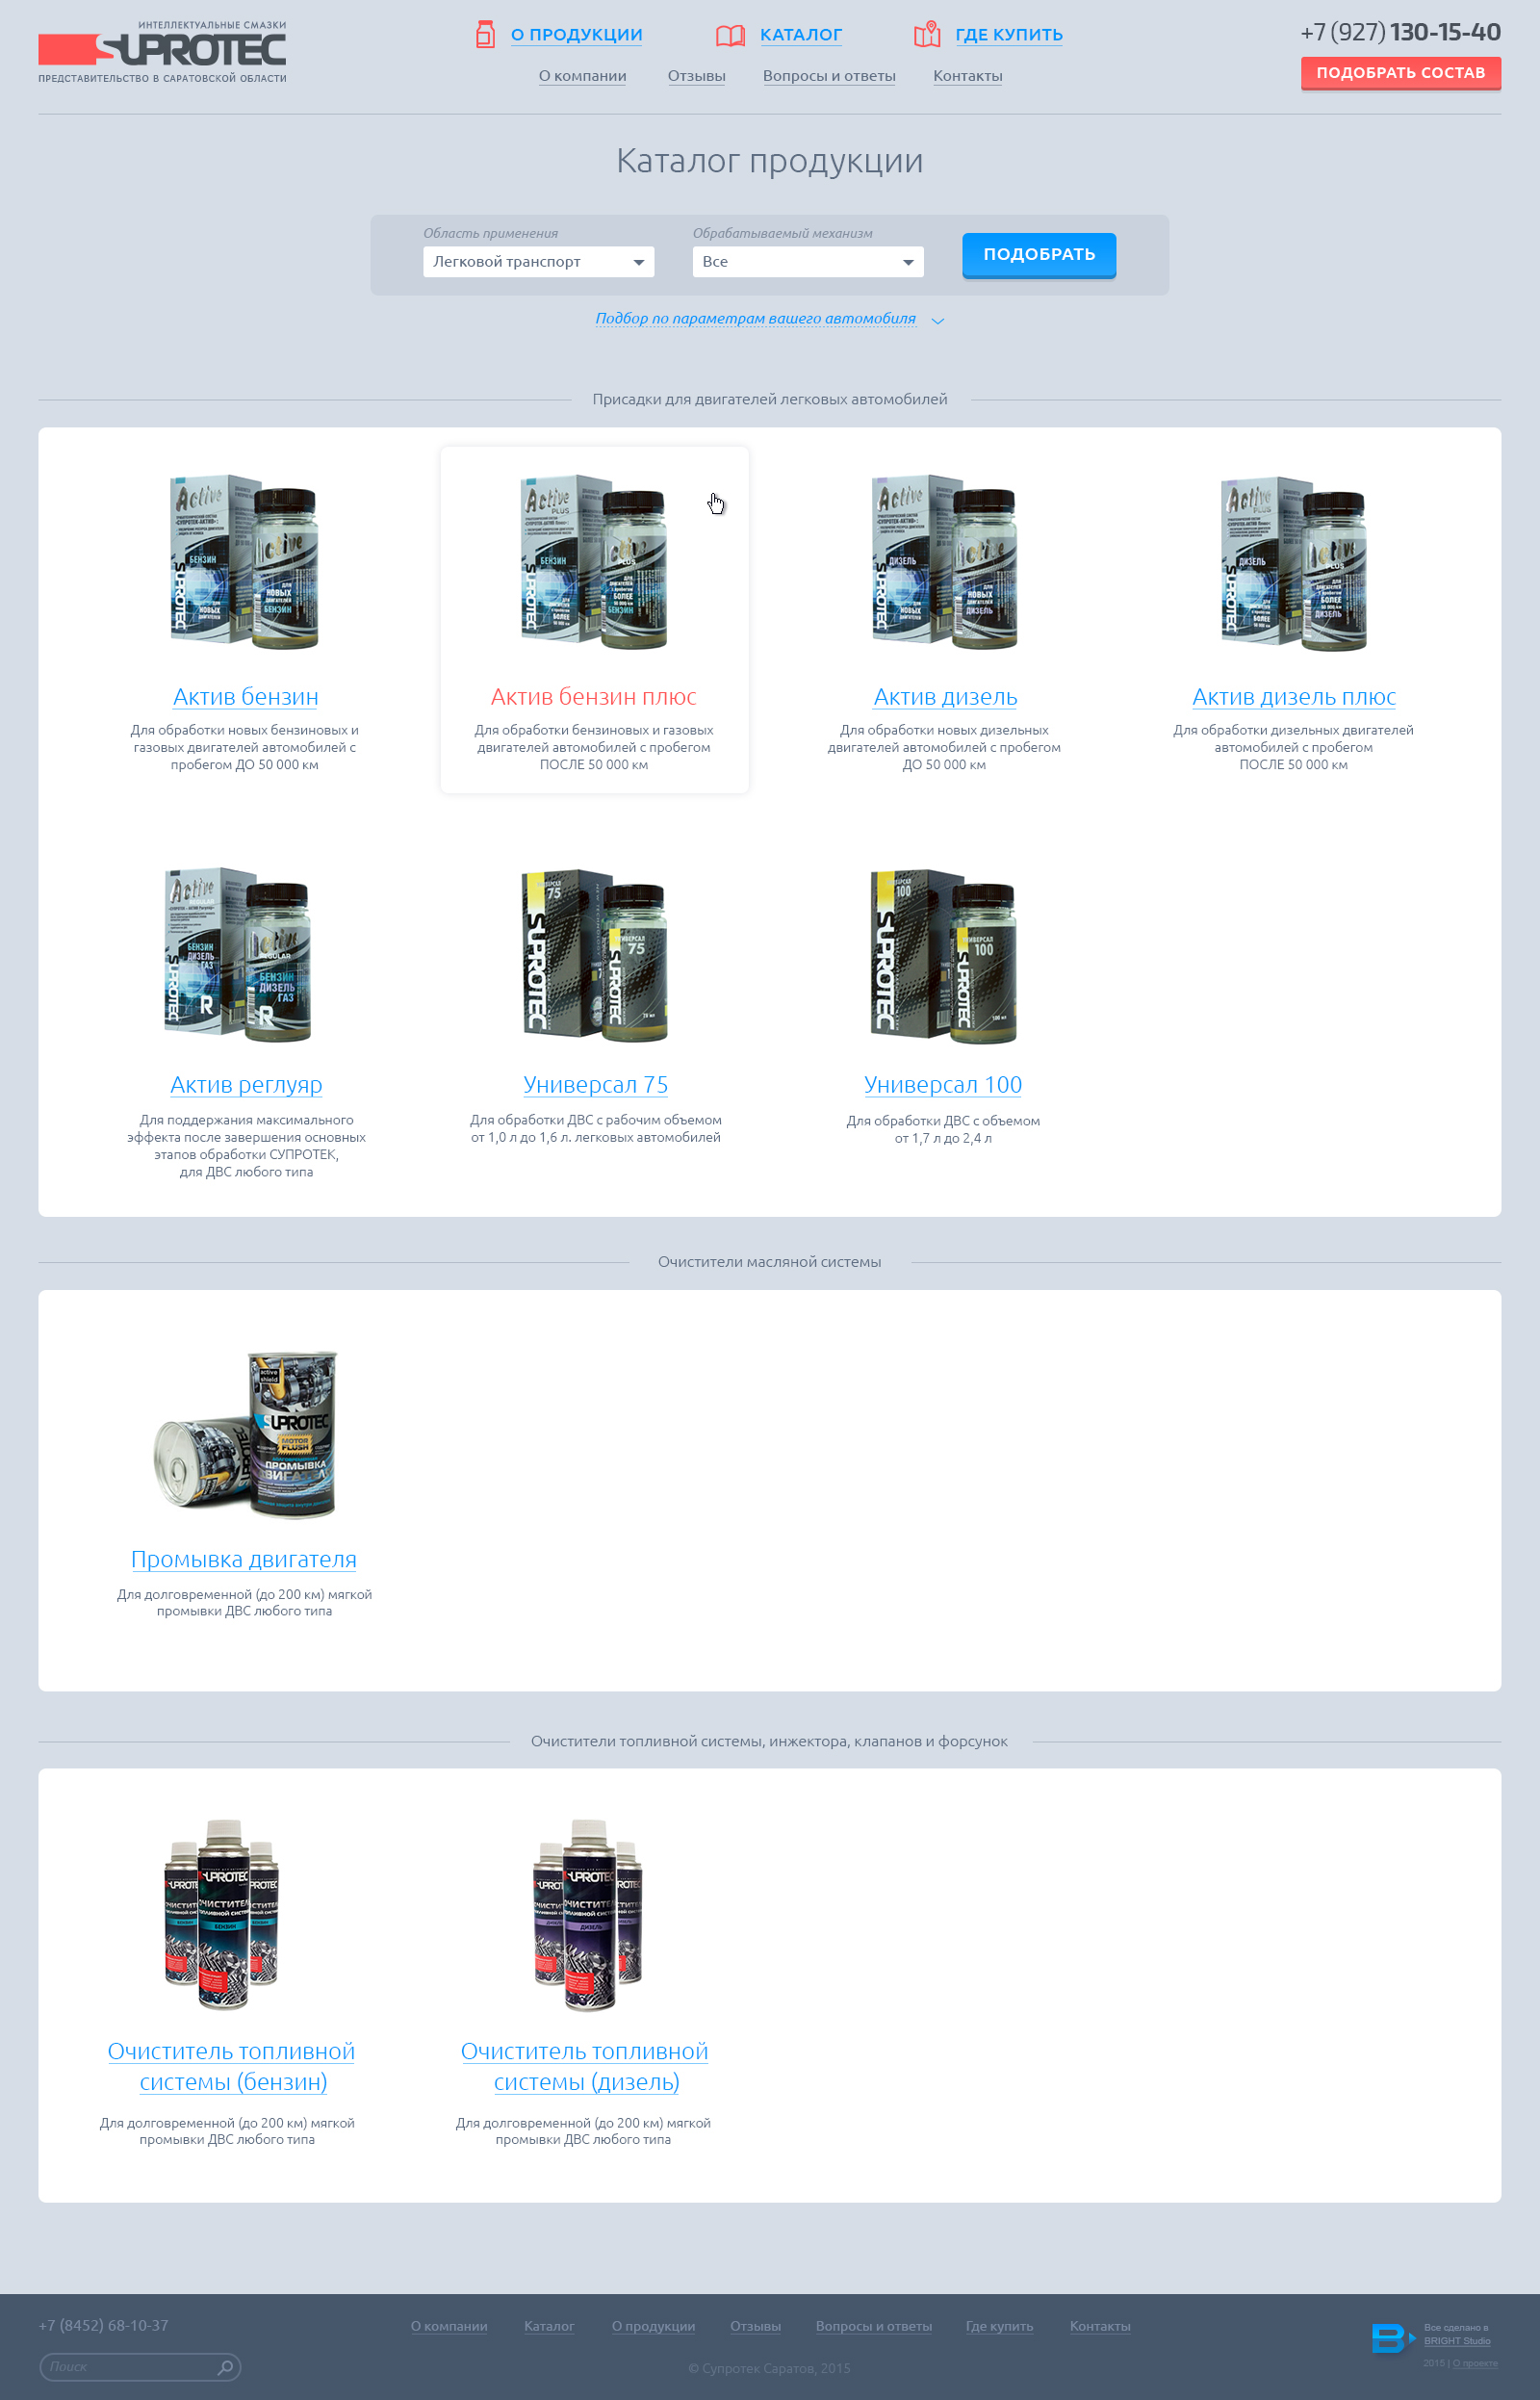 ИНТЕЛЛЕКТУАЛЬНЫЕ СМАЗКИ
SUPROTEC
ПРЕДСТАВИТЕЛЬСТВО В САРАТОВСКОЙ ОБЛАСТИ
О ПРОДУКЦИИ КАТАЛОГ ГДЕ КУПИТЬ
О компании Отзывы Вопросы и ответы Контакты
+7 (927) 130-15-40
ПОДОБРАТЬ СОСТАВ
Каталог продукции
Область применения Обрабатываемый механизм
Легковой транспорт Все ПОДОБРАТЬ
Подбор по параметрам вашего автомобиля
Присадки для двигателей легковых автомобилей
Актив бензин
Для обработки новых бензиновых и
газовых двигателей автомобилей с
пробегом ДО 50 000 км
Актив бензин плюс
Для обработки бензиновых и газовых
двигателей автомобилей с пробегом
ПОСЛЕ 50 000 км
Актив дизель
Для обработки новых дизельных
двигателей автомобилей с пробегом
ДО 50 000 км
Актив дизель плюс
Для обработки дизельных двигателей
автомобилей с пробегом
ПОСЛЕ 50 000 км
Актив реглуяр
Для поддержания максимального
эффекта после завершения основных
этапов обработки СУПРОТЕК,
для ДВС любого типа
Универсал 75
Для обработки ДВС с рабочим объемом
от 1,0 л до 1,6 л. легковых автомобилей
Универсал 100
Для обработки ДВС с объемом
от 1,7 л до 2,4 л
Очистители масляной системы
Промывка двигателя
Для долговременной (до 200 км) мягкой
промывки ДВС любого типа
Очистители топливной системы, инжектора, клапанов и форсунок
Очиститель топливной
системы (бензин)
Для долговременной (до 200 км) мягкой
промывки ДВС любого типа
Очиститель топливной
системы (дизель)
Для долговременной (до 200 км) мягкой
промывки ДВС любого типа
+7 (8452) 68-10-37
Поиск
О компании Каталог О продукции Отзывы Вопросы и ответы Где купить Контакты
© Супротек Саратов, 2015
Все сделано в
BRIGHT Studio
2015 | О проекте